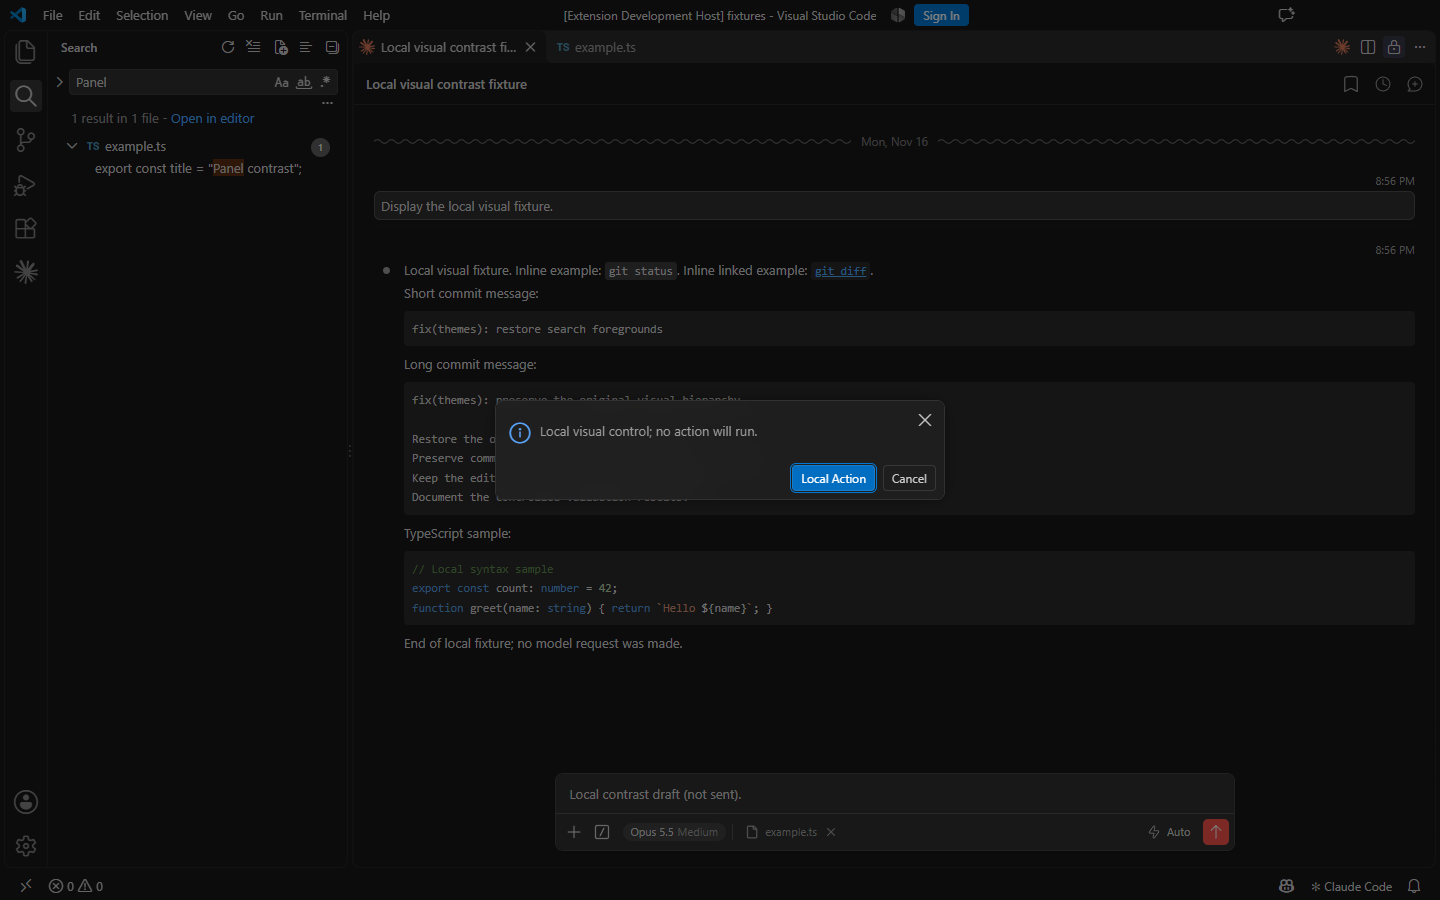 File Edit Selection View Go Run Terminal Help
[Extension Development Host] fixtures - Visual Studio Code
Sign In
Search
Panel
Aa ab .*
1 result in 1 file - Open in editor
TS example.ts 1
export const title = "Panel contrast";
Local visual contrast fi...
TS example.ts
Local visual contrast fixture
Mon, Nov 16
8:56 PM
Display the local visual fixture.
8:56 PM
Local visual fixture. Inline example: git status. Inline linked example: git diff.
Short commit message:
fix(themes): restore search foregrounds
Long commit message:
fix(themes): preserve the original visual hierarchy
Restore the
Preserve
Keep the
Document the
Local visual control; no action will run.
Local Action
Cancel
TypeScript sample:
// Local syntax sample
export const count: number = 42;
function greet(name: string) { return `Hello ${name}`; }
End of local fixture; no model request was made.
Local contrast draft (not sent).
Opus 5.5 Medium
example.ts
Auto
0 0
Claude Code